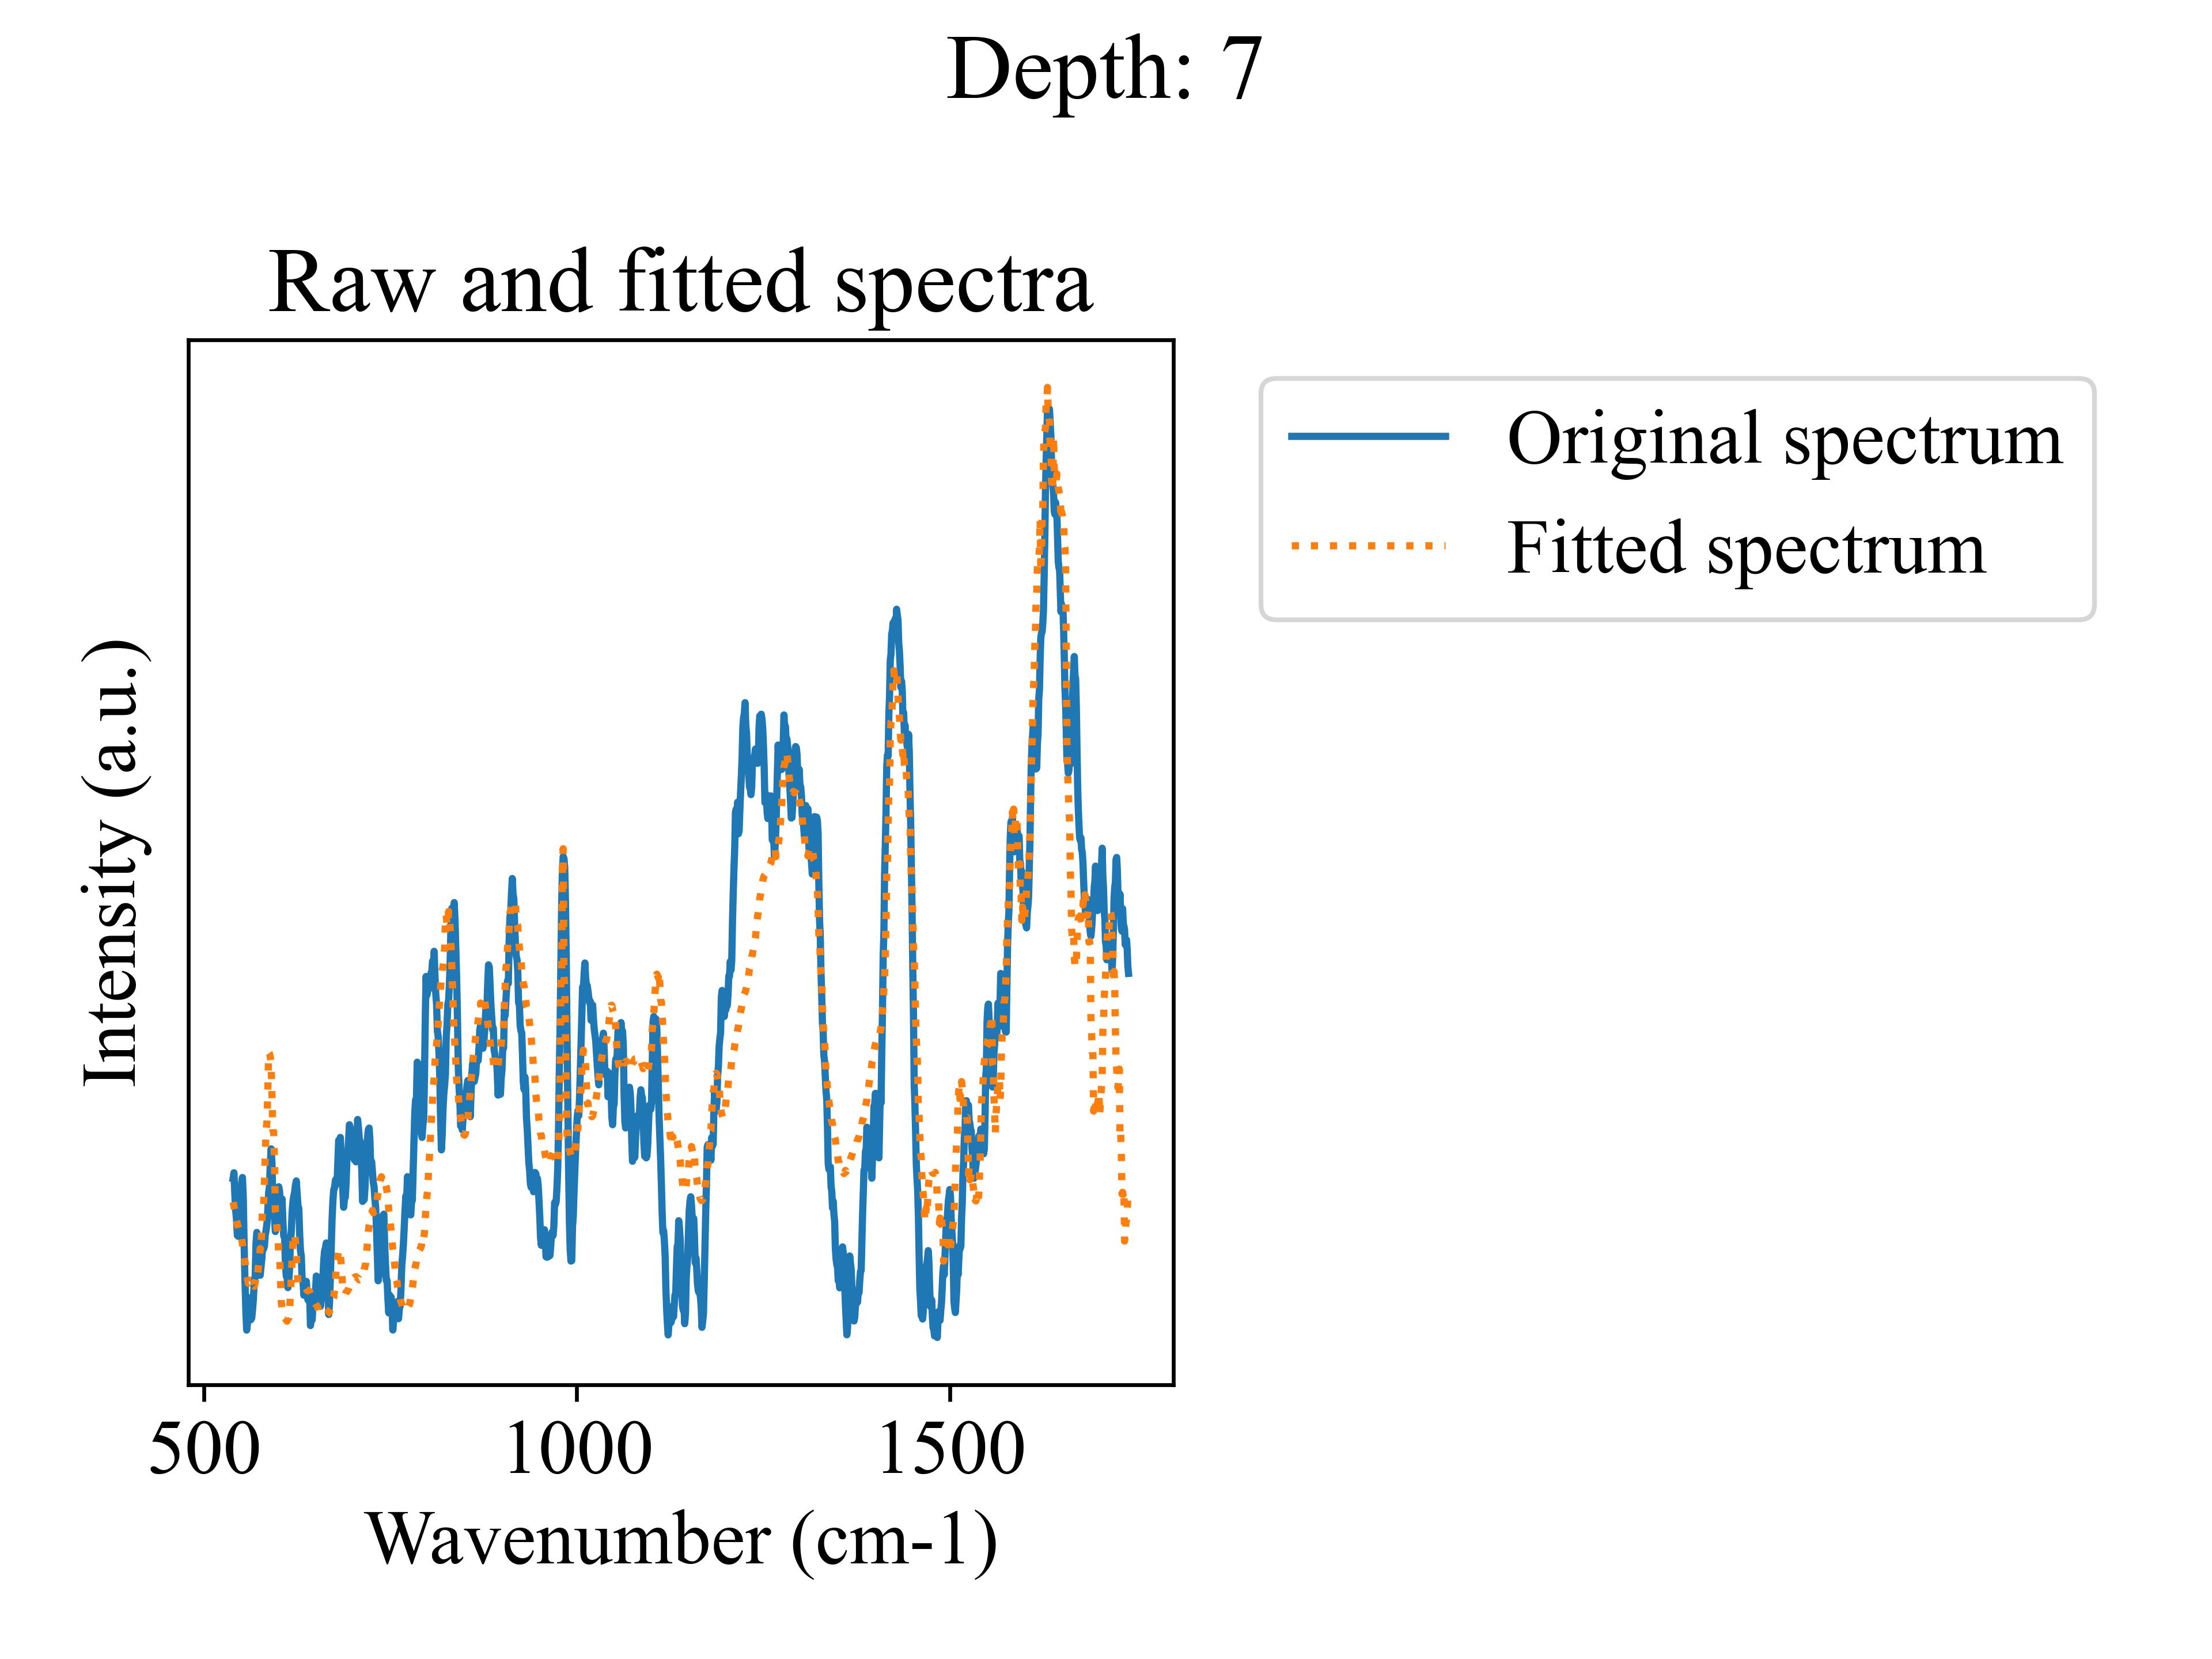 Depth: 7
Raw and fitted spectra
Original spectrum
Fitted spectrum
Intensity (a.u.)
500 1000 1500
Wavenumber (cm-1)